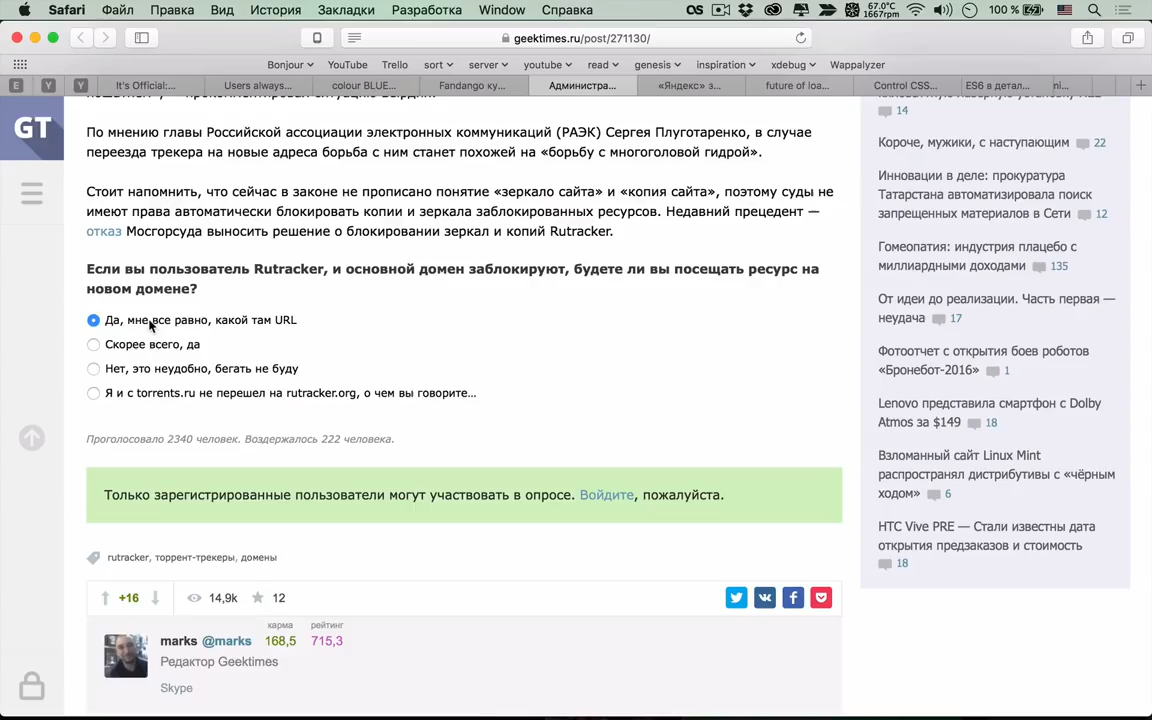 Safari Файл Правка Вид История Закладки Разработка Window Справка
67.0°C
1667rpm
100 %
geektimes.ru/post/271130/
Bonjour YouTube Trello sort server youtube read genesis inspiration xdebug Wappalyzer
E Y Y It's Official:... Users always... colour BLUE... Fandango ку... Администра... «Яндекс» з... future of loa... Control CSS... ES6 в детал... ni...
GT
По мнению главы Российской ассоциации электронных коммуникаций (РАЭК) Сергея Плуготаренко, в случае
переезда трекера на новые адреса борьба с ним станет похожей на «борьбу с многоголовой гидрой».
Стоит напомнить, что сейчас в законе не прописано понятие «зеркало сайта» и «копия сайта», поэтому суды не
имеют права автоматически блокировать копии и зеркала заблокированных ресурсов. Недавний прецедент —
отказ Мосгорсуда выносить решение о блокировании зеркал и копий Rutracker.
Если вы пользователь Rutracker, и основной домен заблокируют, будете ли вы посещать ресурс на
новом домене?
Да, мне все равно, какой там URL
Скорее всего, да
Нет, это неудобно, бегать не буду
Я и с torrents.ru не перешел на rutracker.org, о чем вы говорите...
Проголосовало 2340 человек. Воздержалось 222 человека.
Только зарегистрированные пользователи могут участвовать в опросе. Войдите, пожалуйста.
rutracker, торрент-трекеры, домены
+16 14,9k 12
карма рейтинг
marks @marks 168,5 715,3
Редактор Geektimes
Skype
14
Короче, мужики, с наступающим 22
Инновации в деле: прокуратура
Татарстана автоматизировала поиск
запрещенных материалов в Сети 12
Гомеопатия: индустрия плацебо с
миллиардными доходами 135
От идеи до реализации. Часть первая —
неудача 17
Фотоотчет с открытия боев роботов
«Бронебот-2016» 1
Lenovo представила смартфон с Dolby
Atmos за $149 18
Взломанный сайт Linux Mint
распространял дистрибутивы с «чёрным
ходом» 6
HTC Vive PRE — Стали известны дата
открытия предзаказов и стоимость
18